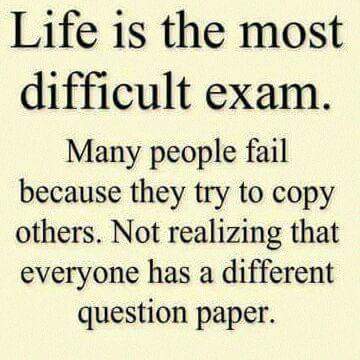 Life is the most
difficult exam.
Many people fail
because they try to copy
others. Not realizing that
everyone has a different
question paper.